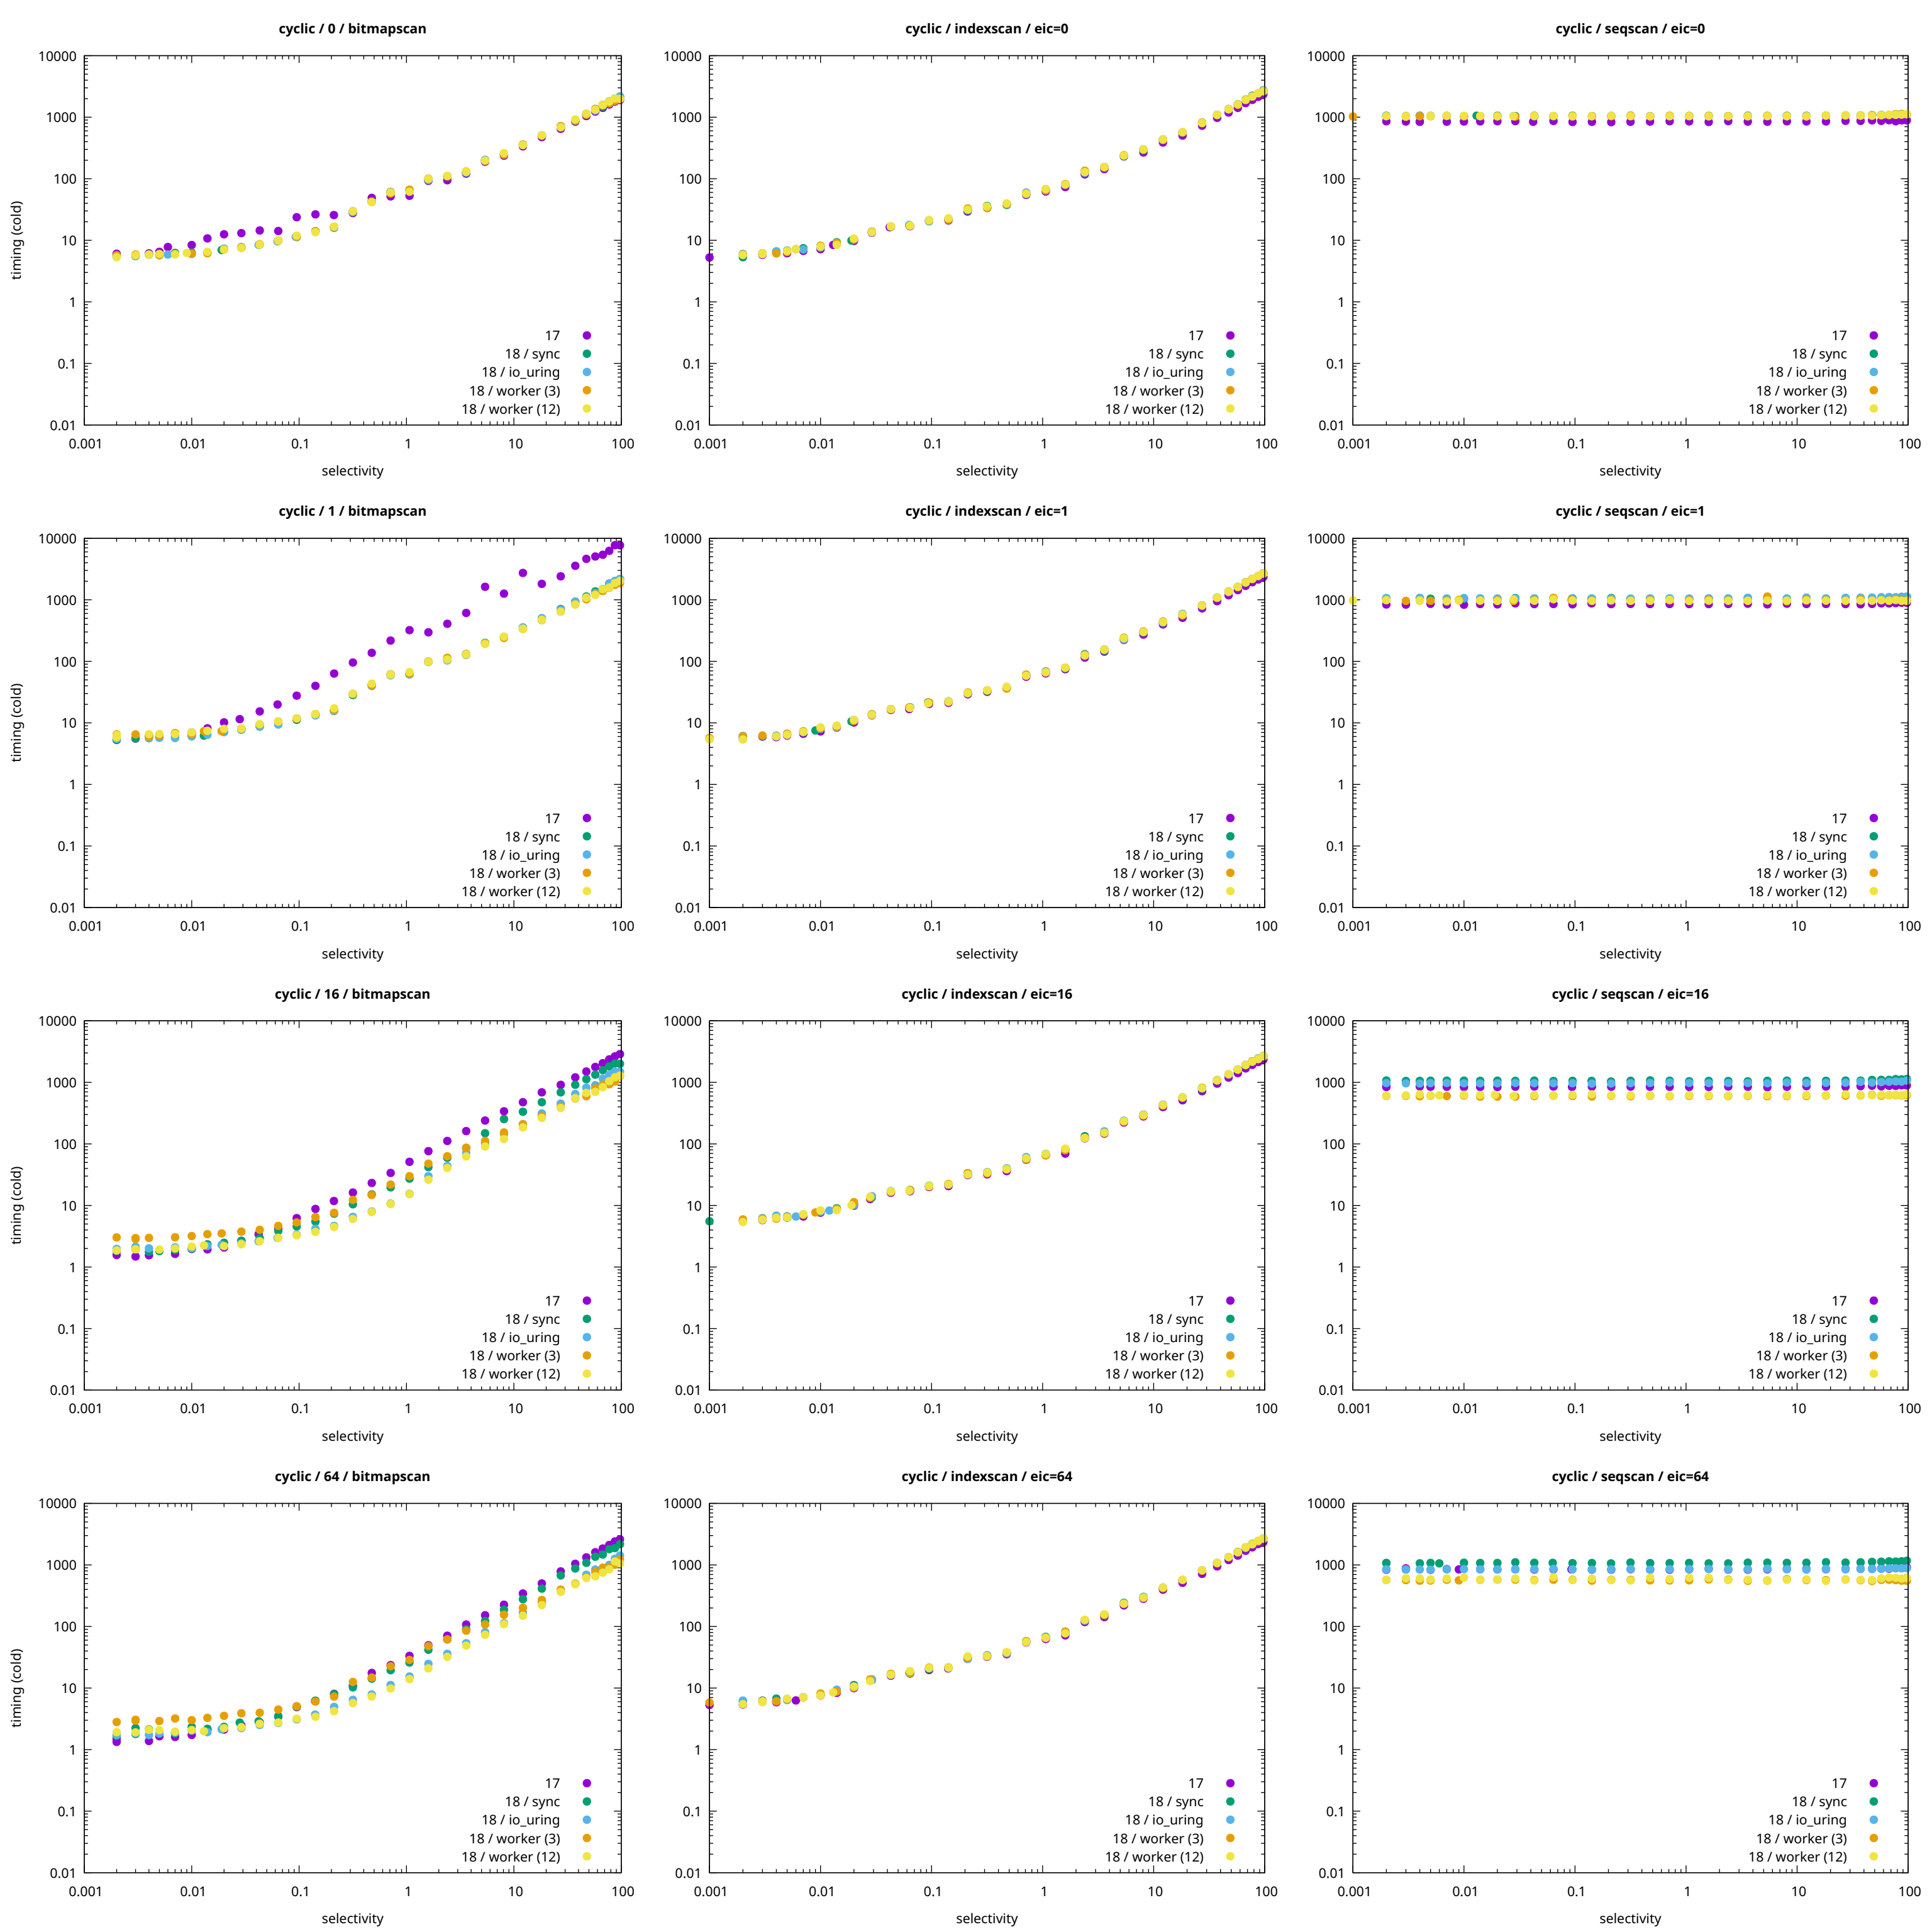 cyclic / 0 / bitmapscan
timing (cold)
10000
1000
100
10
1
0.1
0.01
17
18 / sync
18 / io_uring
18 / worker (3)
18 / worker (12)
0.001 0.01 0.1 1 10 100
selectivity
cyclic / indexscan / eic=0
10000
1000
100
10
1
0.1
0.01
17
18 / sync
18 / io_uring
18 / worker (3)
18 / worker (12)
0.001 0.01 0.1 1 10 100
selectivity
cyclic / seqscan / eic=0
10000
1000
100
10
1
0.1
0.01
17
18 / sync
18 / io_uring
18 / worker (3)
18 / worker (12)
0.001 0.01 0.1 1 10 100
selectivity
cyclic / 1 / bitmapscan
timing (cold)
10000
1000
100
10
1
0.1
0.01
17
18 / sync
18 / io_uring
18 / worker (3)
18 / worker (12)
0.001 0.01 0.1 1 10 100
selectivity
cyclic / indexscan / eic=1
10000
1000
100
10
1
0.1
0.01
17
18 / sync
18 / io_uring
18 / worker (3)
18 / worker (12)
0.001 0.01 0.1 1 10 100
selectivity
cyclic / seqscan / eic=1
10000
1000
100
10
1
0.1
0.01
17
18 / sync
18 / io_uring
18 / worker (3)
18 / worker (12)
0.001 0.01 0.1 1 10 100
selectivity
cyclic / 16 / bitmapscan
timing (cold)
10000
1000
100
10
1
0.1
0.01
17
18 / sync
18 / io_uring
18 / worker (3)
18 / worker (12)
0.001 0.01 0.1 1 10 100
selectivity
cyclic / indexscan / eic=16
10000
1000
100
10
1
0.1
0.01
17
18 / sync
18 / io_uring
18 / worker (3)
18 / worker (12)
0.001 0.01 0.1 1 10 100
selectivity
cyclic / seqscan / eic=16
10000
1000
100
10
1
0.1
0.01
17
18 / sync
18 / io_uring
18 / worker (3)
18 / worker (12)
0.001 0.01 0.1 1 10 100
selectivity
cyclic / 64 / bitmapscan
timing (cold)
10000
1000
100
10
1
0.1
0.01
17
18 / sync
18 / io_uring
18 / worker (3)
18 / worker (12)
0.001 0.01 0.1 1 10 100
selectivity
cyclic / indexscan / eic=64
10000
1000
100
10
1
0.1
0.01
17
18 / sync
18 / io_uring
18 / worker (3)
18 / worker (12)
0.001 0.01 0.1 1 10 100
selectivity
cyclic / seqscan / eic=64
10000
1000
100
10
1
0.1
0.01
17
18 / sync
18 / io_uring
18 / worker (3)
18 / worker (12)
0.001 0.01 0.1 1 10 100
selectivity